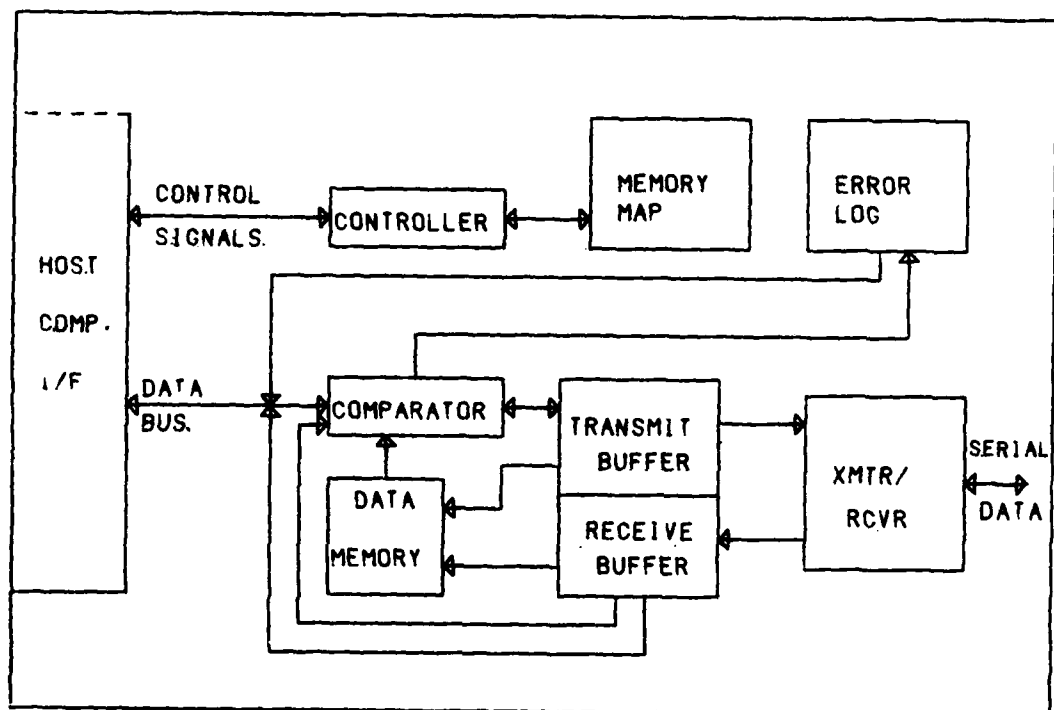 CONTROL
SIGNALS.
CONTROLLER
MEMORY
MAP
ERROR
LOG
HOST
COMP.
I/F
DATA
BUS.
COMPARATOR
TRANSMIT
BUFFER
DATA
MEMORY
RECEIVE
BUFFER
XMTR/
RCVR
SERIAL
DATA